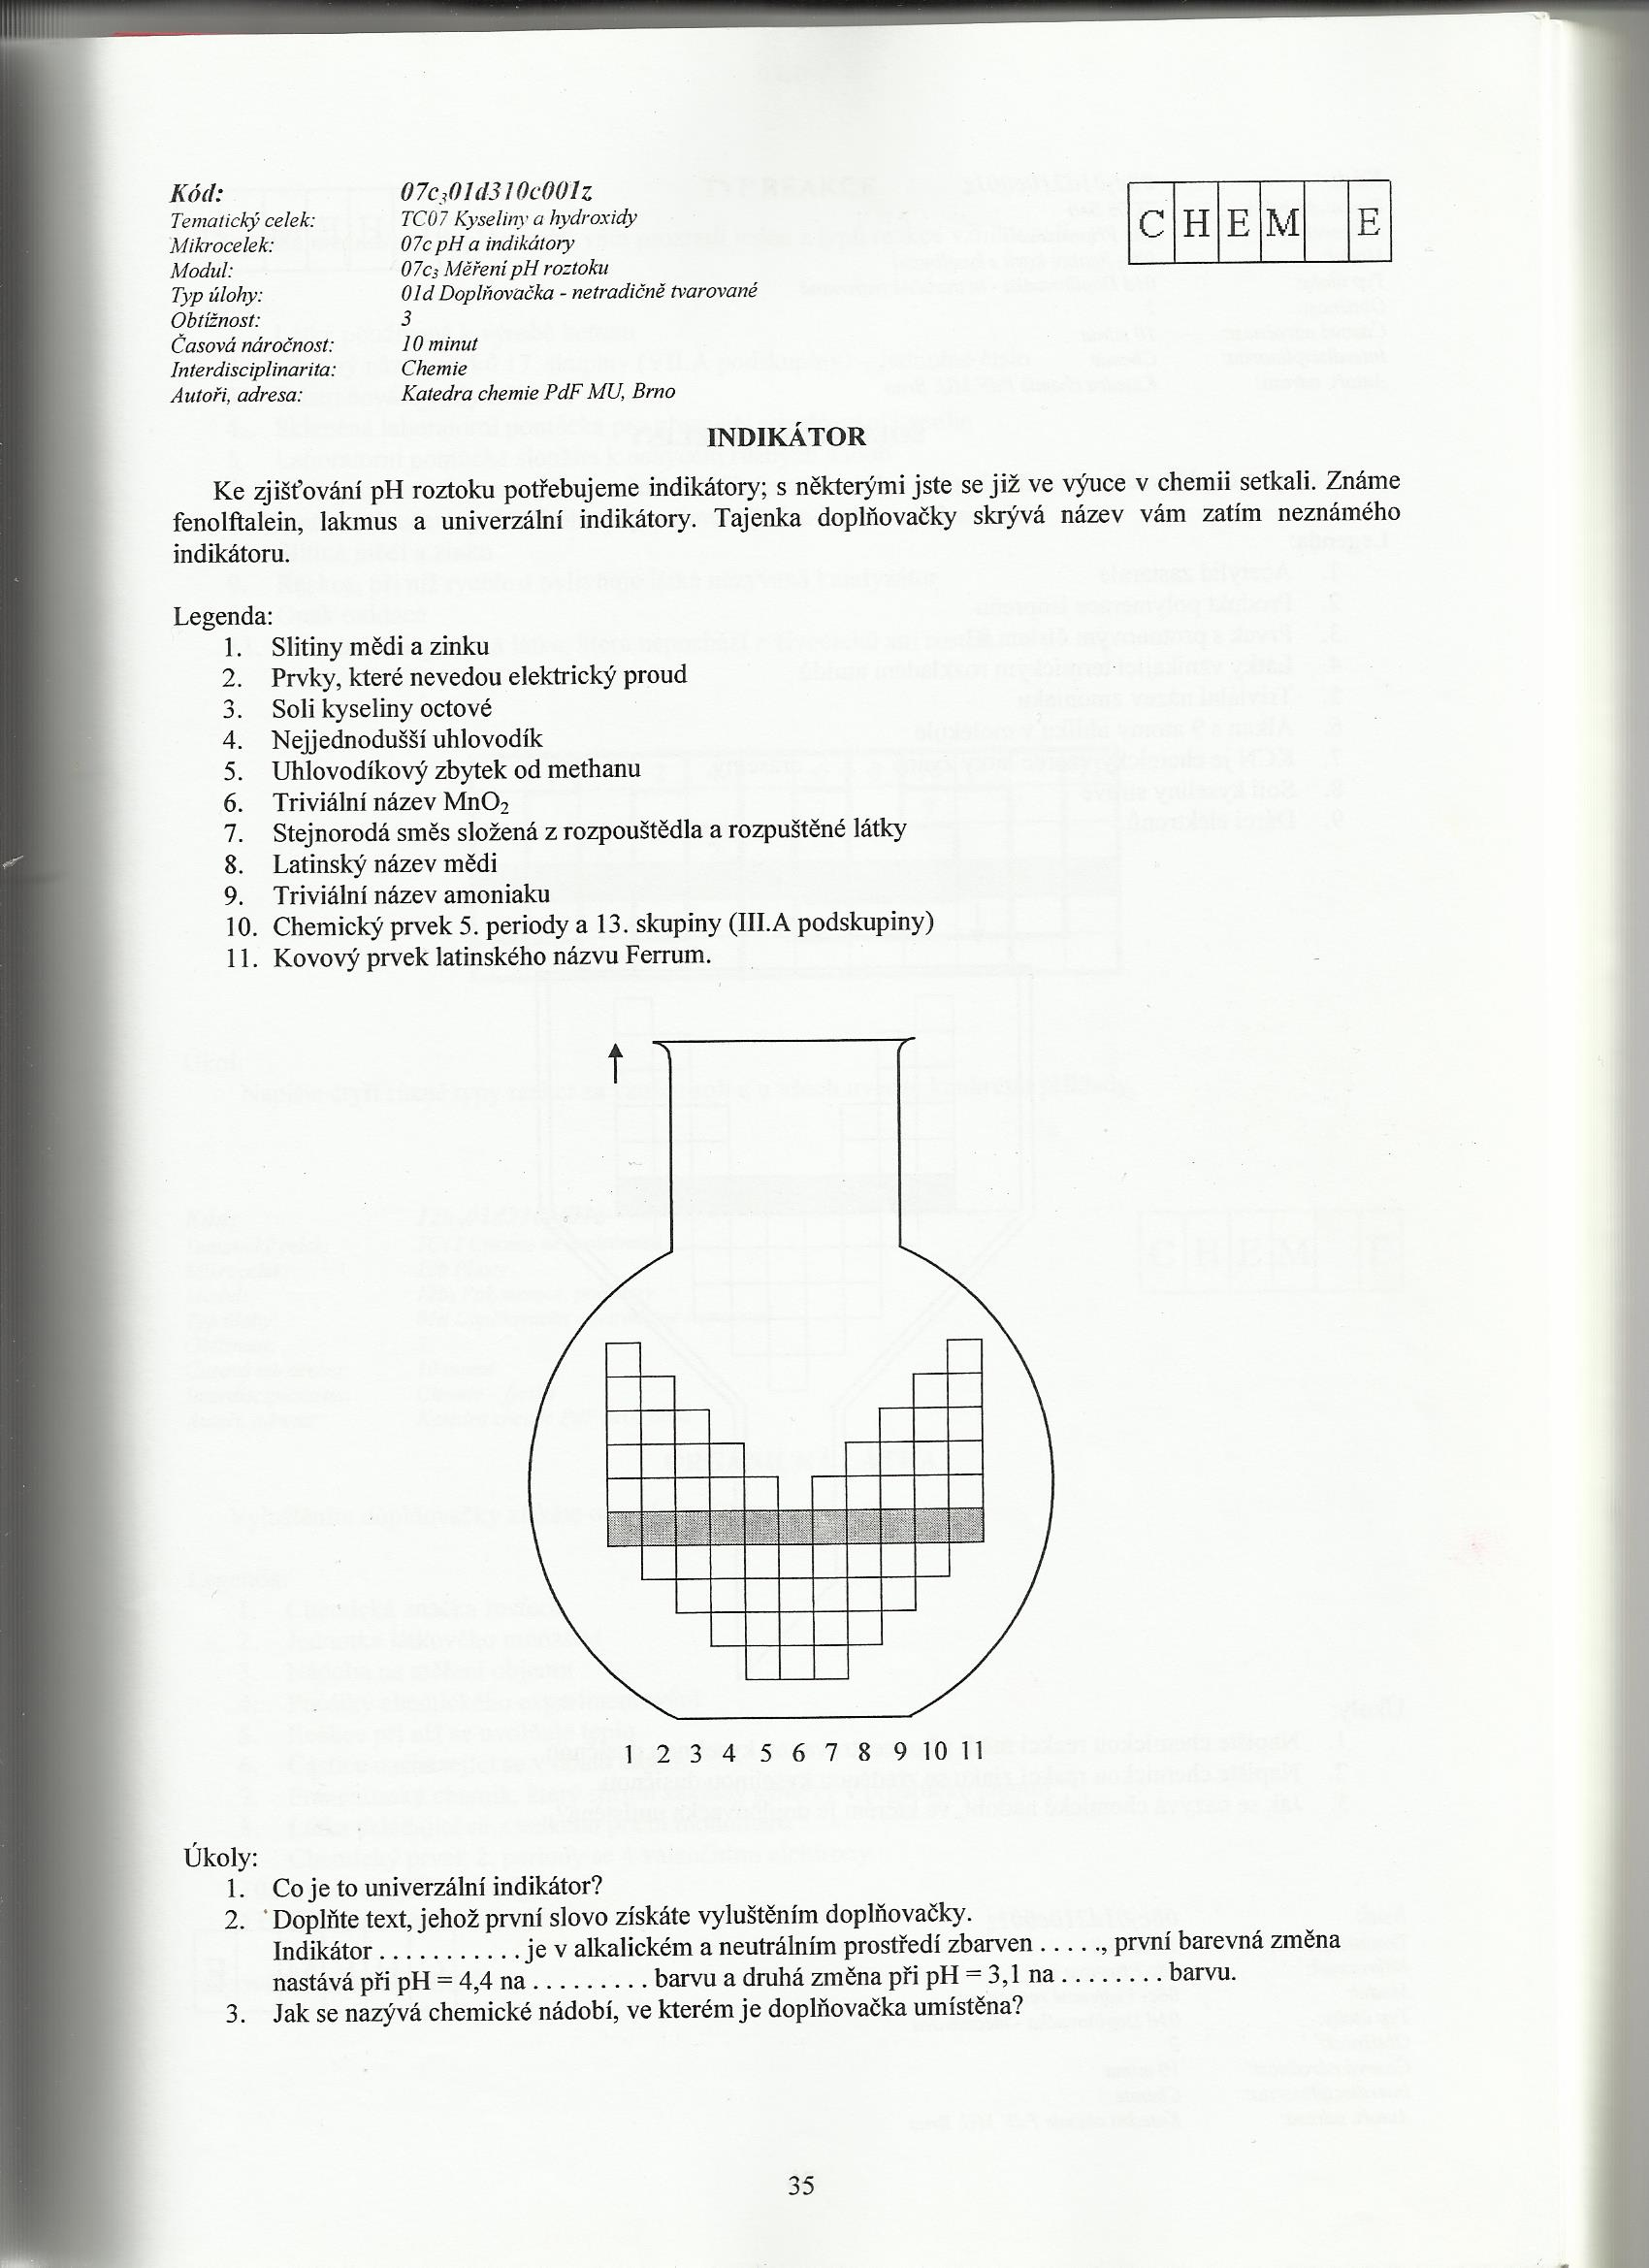 Kód: 07c₃01d310c001z
Tematický celek: TC07 Kyseliny a hydroxidy
Mikrocelek: 07c pH a indikátory
Modul: 07c₃ Měření pH roztoku
Typ úlohy: 01d Doplňovačka - netradičně tvarované
Obtížnost: 3
Časová náročnost: 10 minut
Interdisciplinarita: Chemie
Autoři, adresa: Katedra chemie PdF MU, Brno
C H E M E
INDIKÁTOR
Ke zjišťování pH roztoku potřebujeme indikátory; s některými jste se již ve výuce v chemii setkali. Známe
fenolftalein, lakmus a univerzální indikátory. Tajenka doplňovačky skrývá název vám zatím neznámého
indikátoru.
Legenda:
1. Slitiny mědi a zinku
2. Prvky, které nevedou elektrický proud
3. Soli kyseliny octové
4. Nejjednodušší uhlovodík
5. Uhlovodíkový zbytek od methanu
6. Triviální název MnO₂
7. Stejnorodá směs složená z rozpouštědla a rozpuštěné látky
8. Latinský název mědi
9. Triviální název amoniaku
10. Chemický prvek 5. periody a 13. skupiny (III.A podskupiny)
11. Kovový prvek latinského názvu Ferrum.
1 2 3 4 5 6 7 8 9 10 11
Úkoly:
1. Co je to univerzální indikátor?
2. Doplňte text, jehož první slovo získáte vyluštěním doplňovačky.
Indikátor . . . . . . . . . . . je v alkalickém a neutrálním prostředí zbarven . . . . ., první barevná změna
nastává při pH = 4,4 na . . . . . . . . . barvu a druhá změna při pH = 3,1 na . . . . . . . . barvu.
3. Jak se nazývá chemické nádobí, ve kterém je doplňovačka umístěna?
35